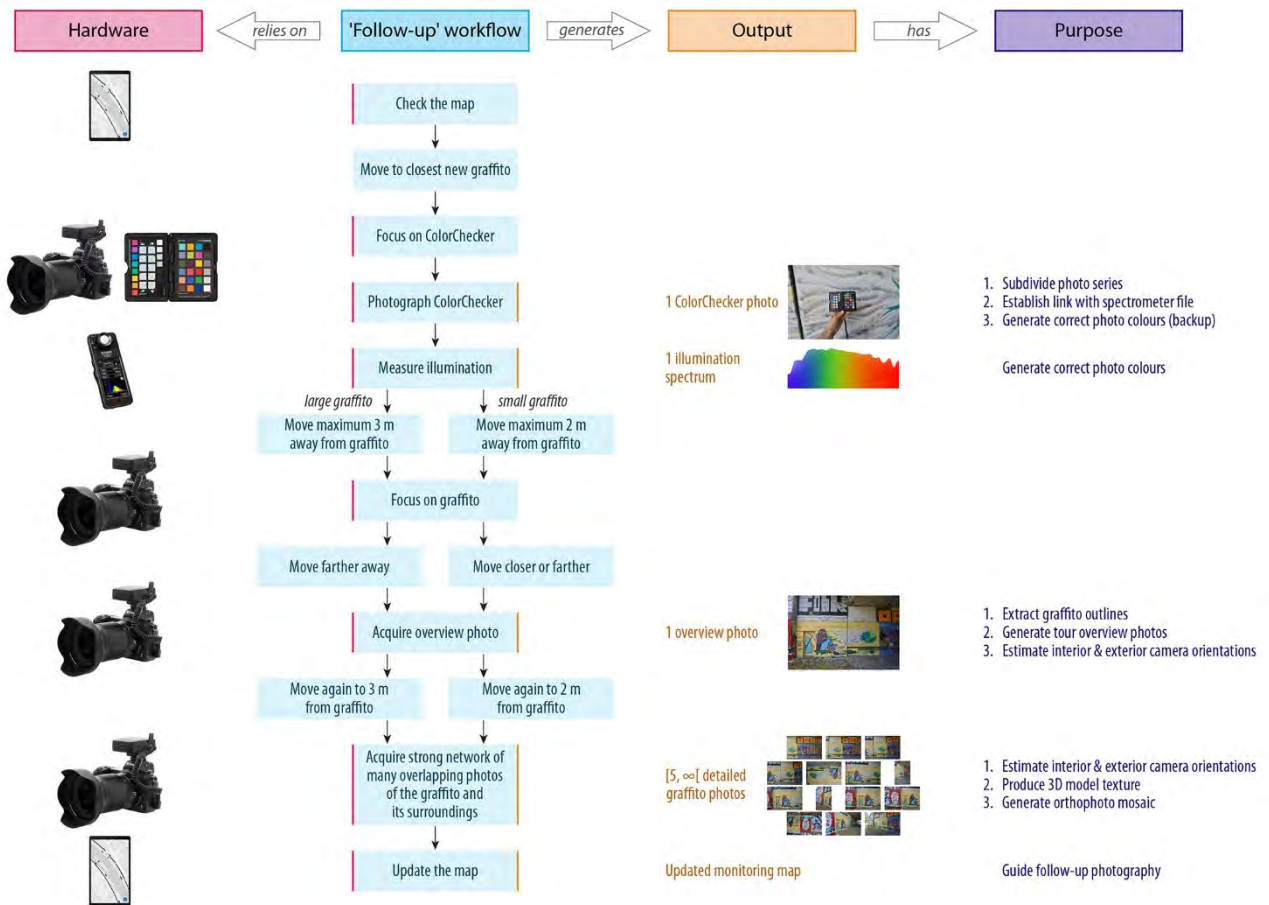 Hardware
relies on
'Follow-up' workflow
generates
Output
has
Purpose
Check the map
Move to closest new graffito
Focus on ColorChecker
Photograph ColorChecker
1 ColorChecker photo
1. Subdivide photo series
2. Establish link with spectrometer file
3. Generate correct photo colours (backup)
Measure illumination
1 illumination
spectrum
Generate correct photo colours
large graffito
small graffito
Move maximum 3 m
away from graffito
Move maximum 2 m
away from graffito
Focus on graffito
Move farther away
Move closer or farther
Acquire overview photo
1 overview photo
1. Extract graffito outlines
2. Generate tour overview photos
3. Estimate interior & exterior camera orientations
Move again to 3 m
from graffito
Move again to 2 m
from graffito
Acquire strong network of
many overlapping photos
of the graffito and
its surroundings
[5, ∞[ detailed
graffito photos
1. Estimate interior & exterior camera orientations
2. Produce 3D model texture
3. Generate orthophoto mosaic
Update the map
Updated monitoring map
Guide follow-up photography